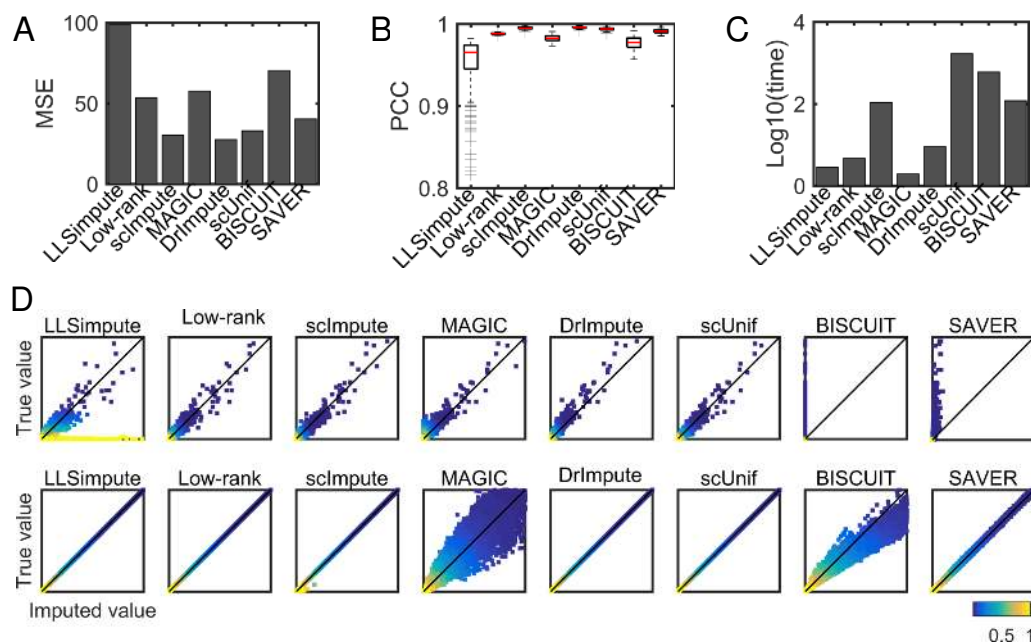 A
100
50
0
MSE
LLSimpute
Low-rank
scImpute
MAGIC
DrImpute
scUnif
BISCUIT
SAVER
B
1
0.9
0.8
PCC
LLSimpute
Low-rank
scImpute
MAGIC
DrImpute
scUnif
BISCUIT
SAVER
C
4
2
0
Log10(time)
LLSimpute
Low-rank
scImpute
MAGIC
DrImpute
scUnif
BISCUIT
SAVER
D
LLSimpute Low-rank scImpute MAGIC DrImpute scUnif BISCUIT SAVER
True value
LLSimpute Low-rank scImpute MAGIC DrImpute scUnif BISCUIT SAVER
True value
Imputed value
0.5 1